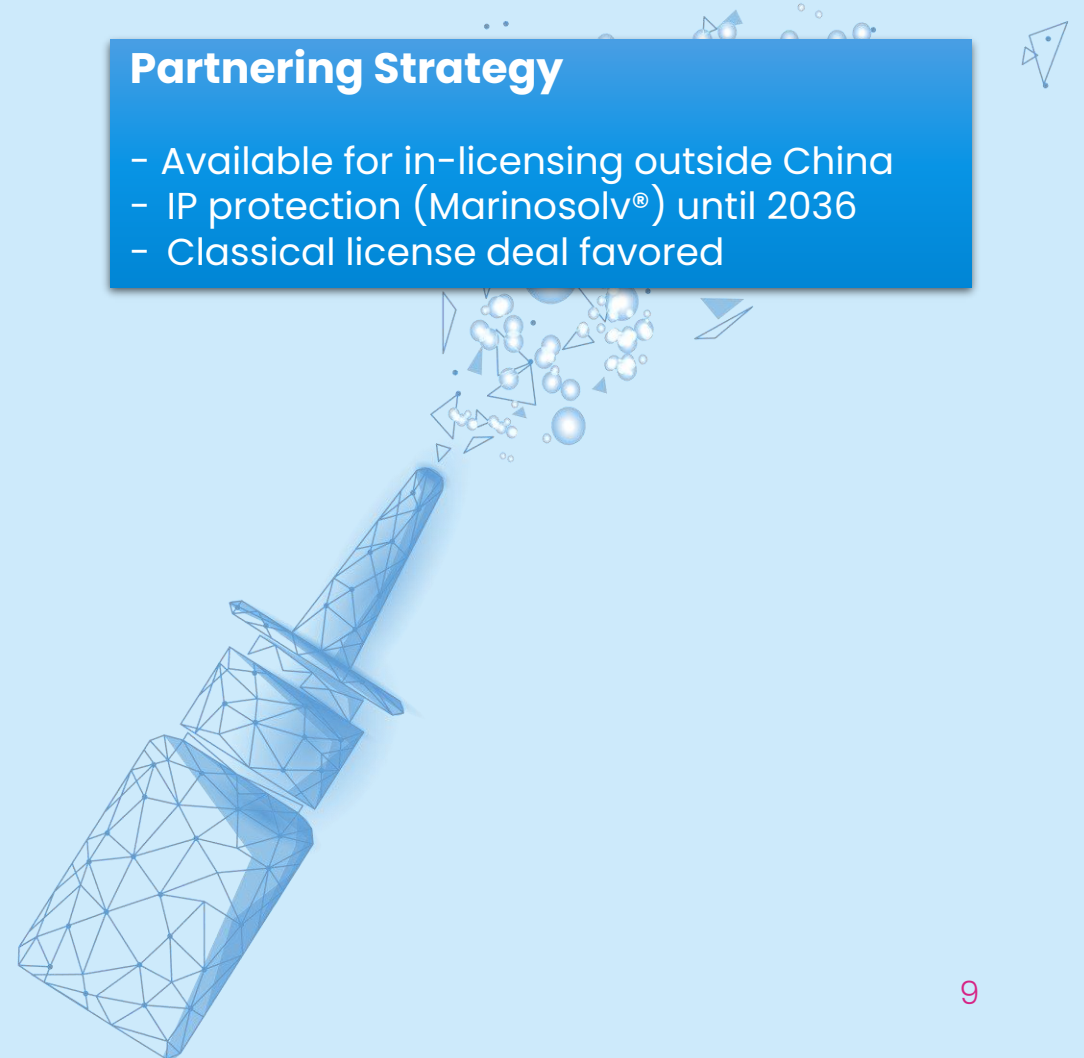 Partnering Strategy
- Available for in-licensing outside China
- IP protection (Marinosolv®) until 2036
- Classical license deal favored
9